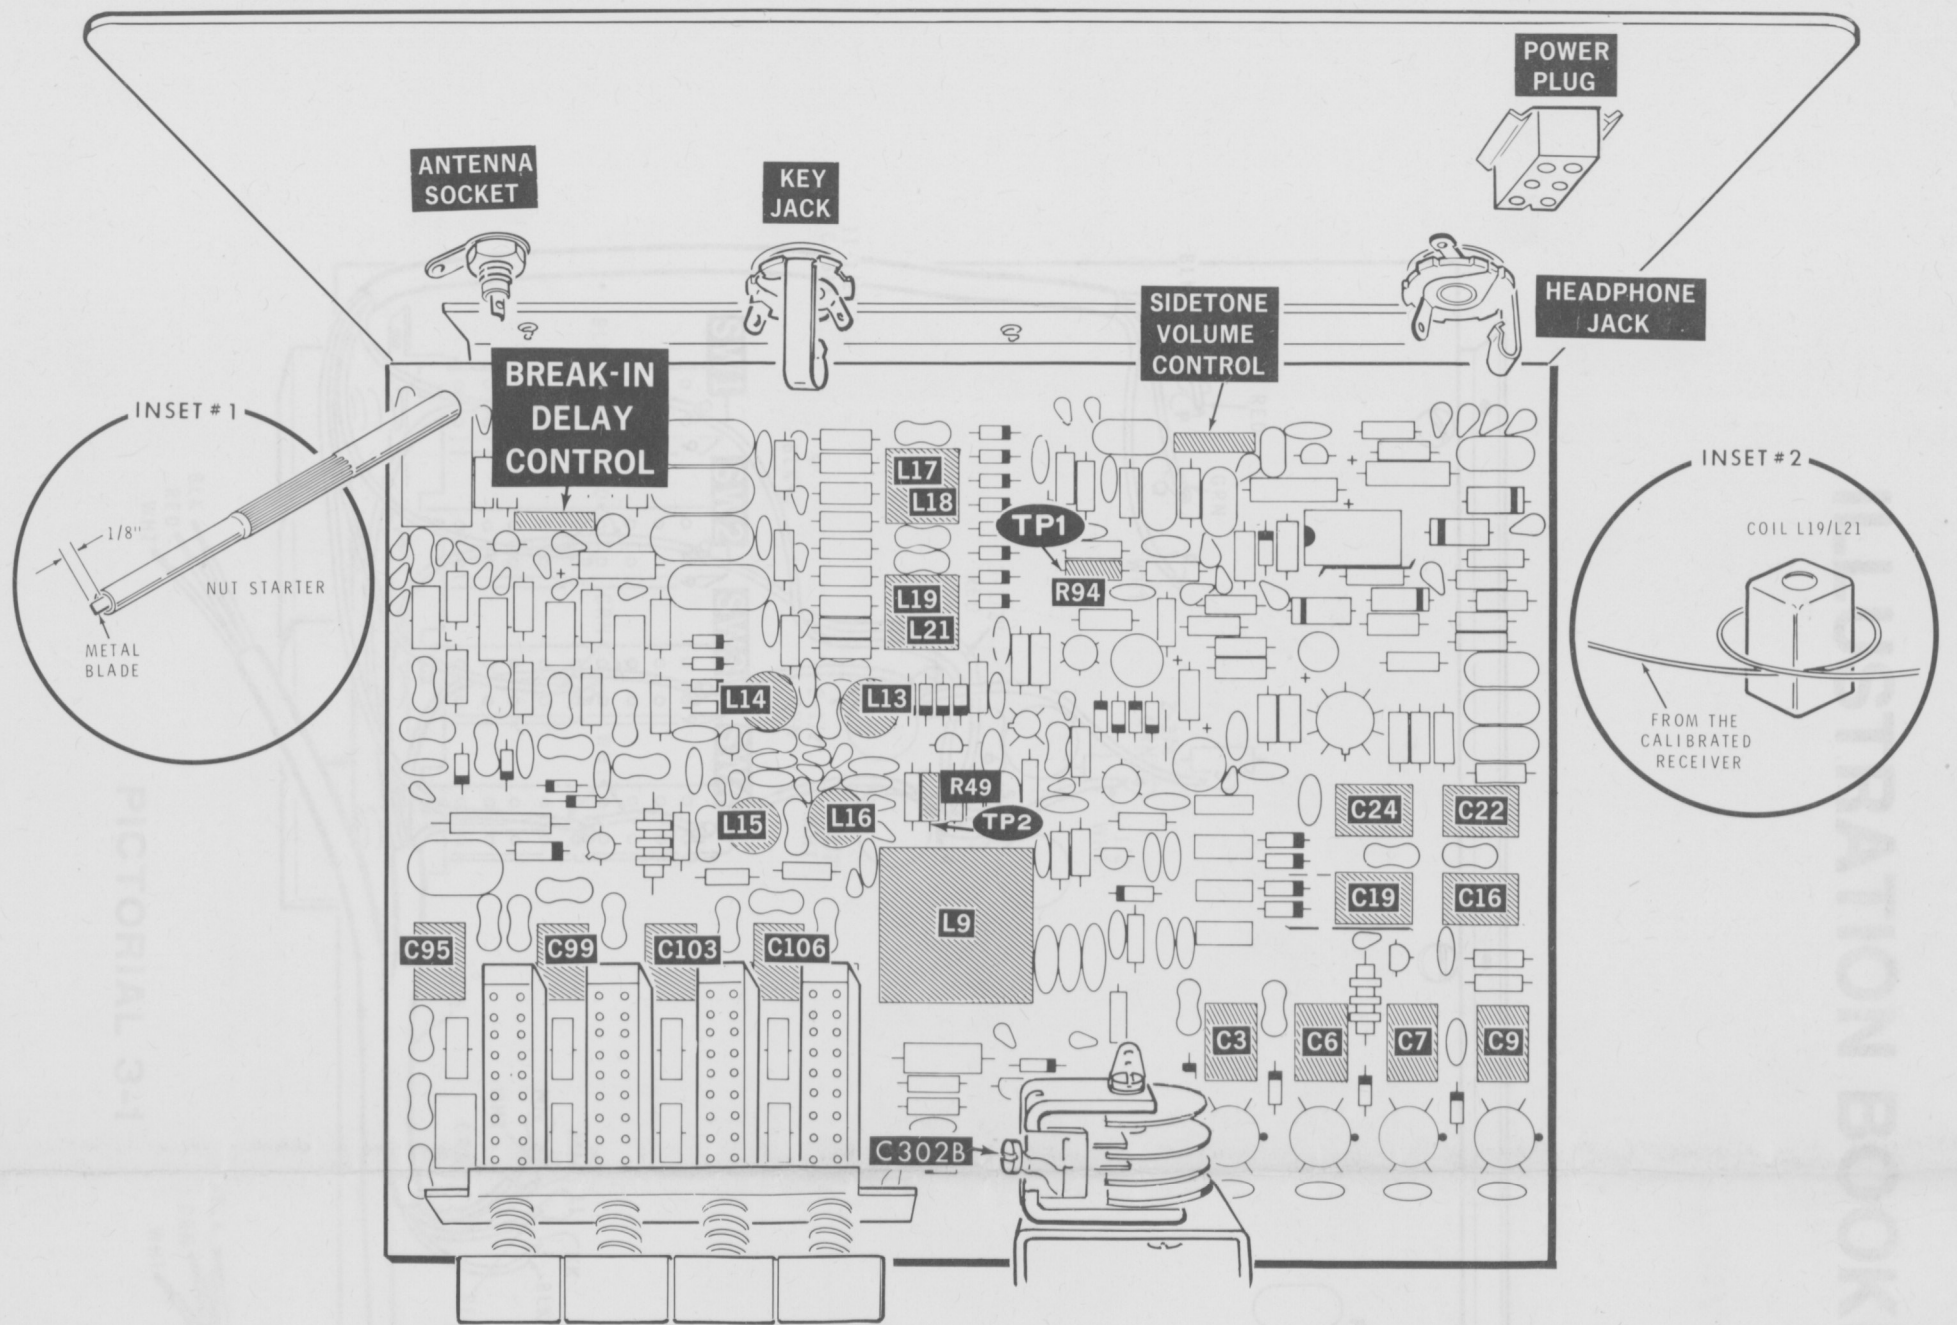 POWER
PLUG
ANTENNA
SOCKET
KEY
JACK
SIDETONE
VOLUME
CONTROL
HEADPHONE
JACK
BREAK-IN
DELAY
CONTROL
INSET #1
1/8"
NUT STARTER
METAL
BLADE
INSET #2
COIL L19/L21
FROM THE
CALIBRATED
RECEIVER
L17
L18
TP1
R94
L19
L21
L14
L13
R49
TP2
L15
L16
C24
C22
C19
C16
L9
C95
C99
C103
C106
C3
C6
C7
C9
C302B
PICTORIAL 3-1
ILLUSTRATION BOOK